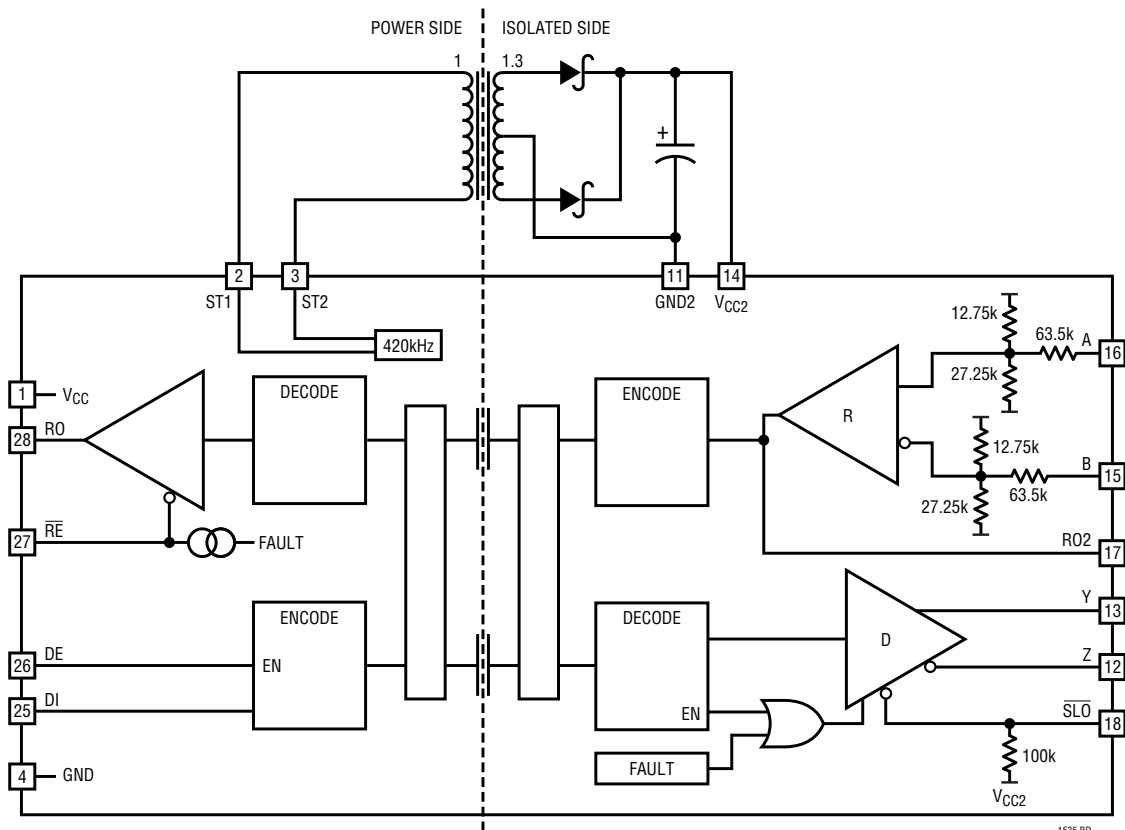 POWER SIDE
ISOLATED SIDE
1
1.3
+
2
3
11
14
ST1
ST2
GND2
VCC2
420kHz
12.75k
63.5k
A
16
27.25k
1
VCC
DECODE
ENCODE
R
28
RO
12.75k
B
15
63.5k
27.25k
27
RE
FAULT
RO2
17
Y
13
ENCODE
DECODE
D
Z
12
26
DE
EN
25
DI
EN
SLO
18
FAULT
100k
4
GND
VCC2